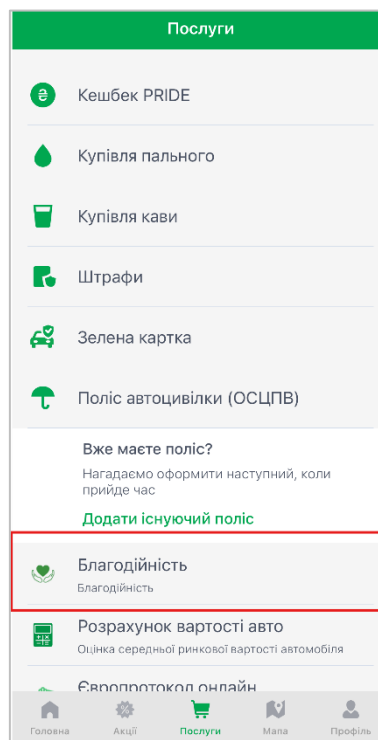 Послуги
Кешбек PRIDE
Купівля пального
Купівля кави
Штрафи
Зелена картка
Поліс автоцивілки (ОСЦПВ)
Вже маєте поліс?
Нагадаємо оформити наступний, коли
прийде час
Додати існуючий поліс
Благодійність
Благодійність
Розрахунок вартості авто
Оцінка середньої ринкової вартості автомобіля
Європротокол онлайн
Головна Акції Послуги Мапа Профіль